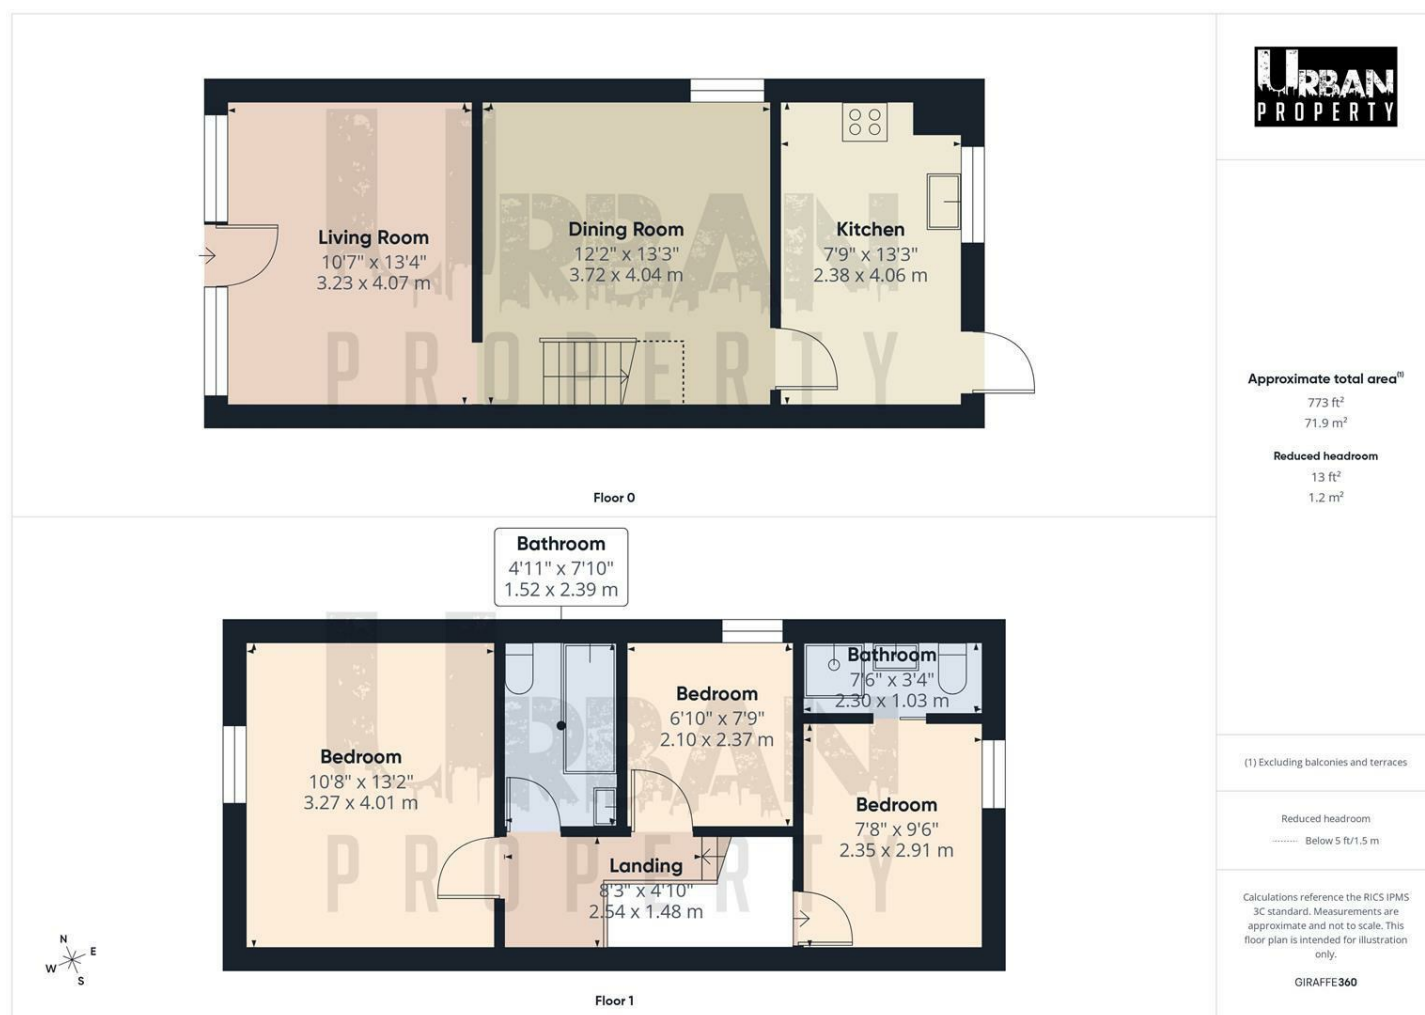 URBAN
PROPERTY
Living Room
10'7" x 13'4"
3.23 x 4.07 m
Dining Room
12'2" x 13'3"
3.72 x 4.04 m
Kitchen
7'9" x 13'3"
2.38 x 4.06 m
URBAN
PROPERTY
Floor 0
Approximate total area(1)
773 ft²
71.9 m²
Reduced headroom
13 ft²
1.2 m²
Bathroom
4'11" x 7'10"
1.52 x 2.39 m
Bedroom
10'8" x 13'2"
3.27 x 4.01 m
Bedroom
6'10" x 7'9"
2.10 x 2.37 m
Bathroom
7'6" x 3'4"
2.30 x 1.03 m
Bedroom
7'8" x 9'6"
2.35 x 2.91 m
Landing
8'3" x 4'10"
2.54 x 1.48 m
URBAN
PROPERTY
N
E
W
S
Floor 1
(1) Excluding balconies and terraces
Reduced headroom
Below 5 ft/1.5 m
Calculations reference the RICS IPMS
3C standard. Measurements are
approximate and not to scale. This
floor plan is intended for illustration
only.
GIRAFFE360